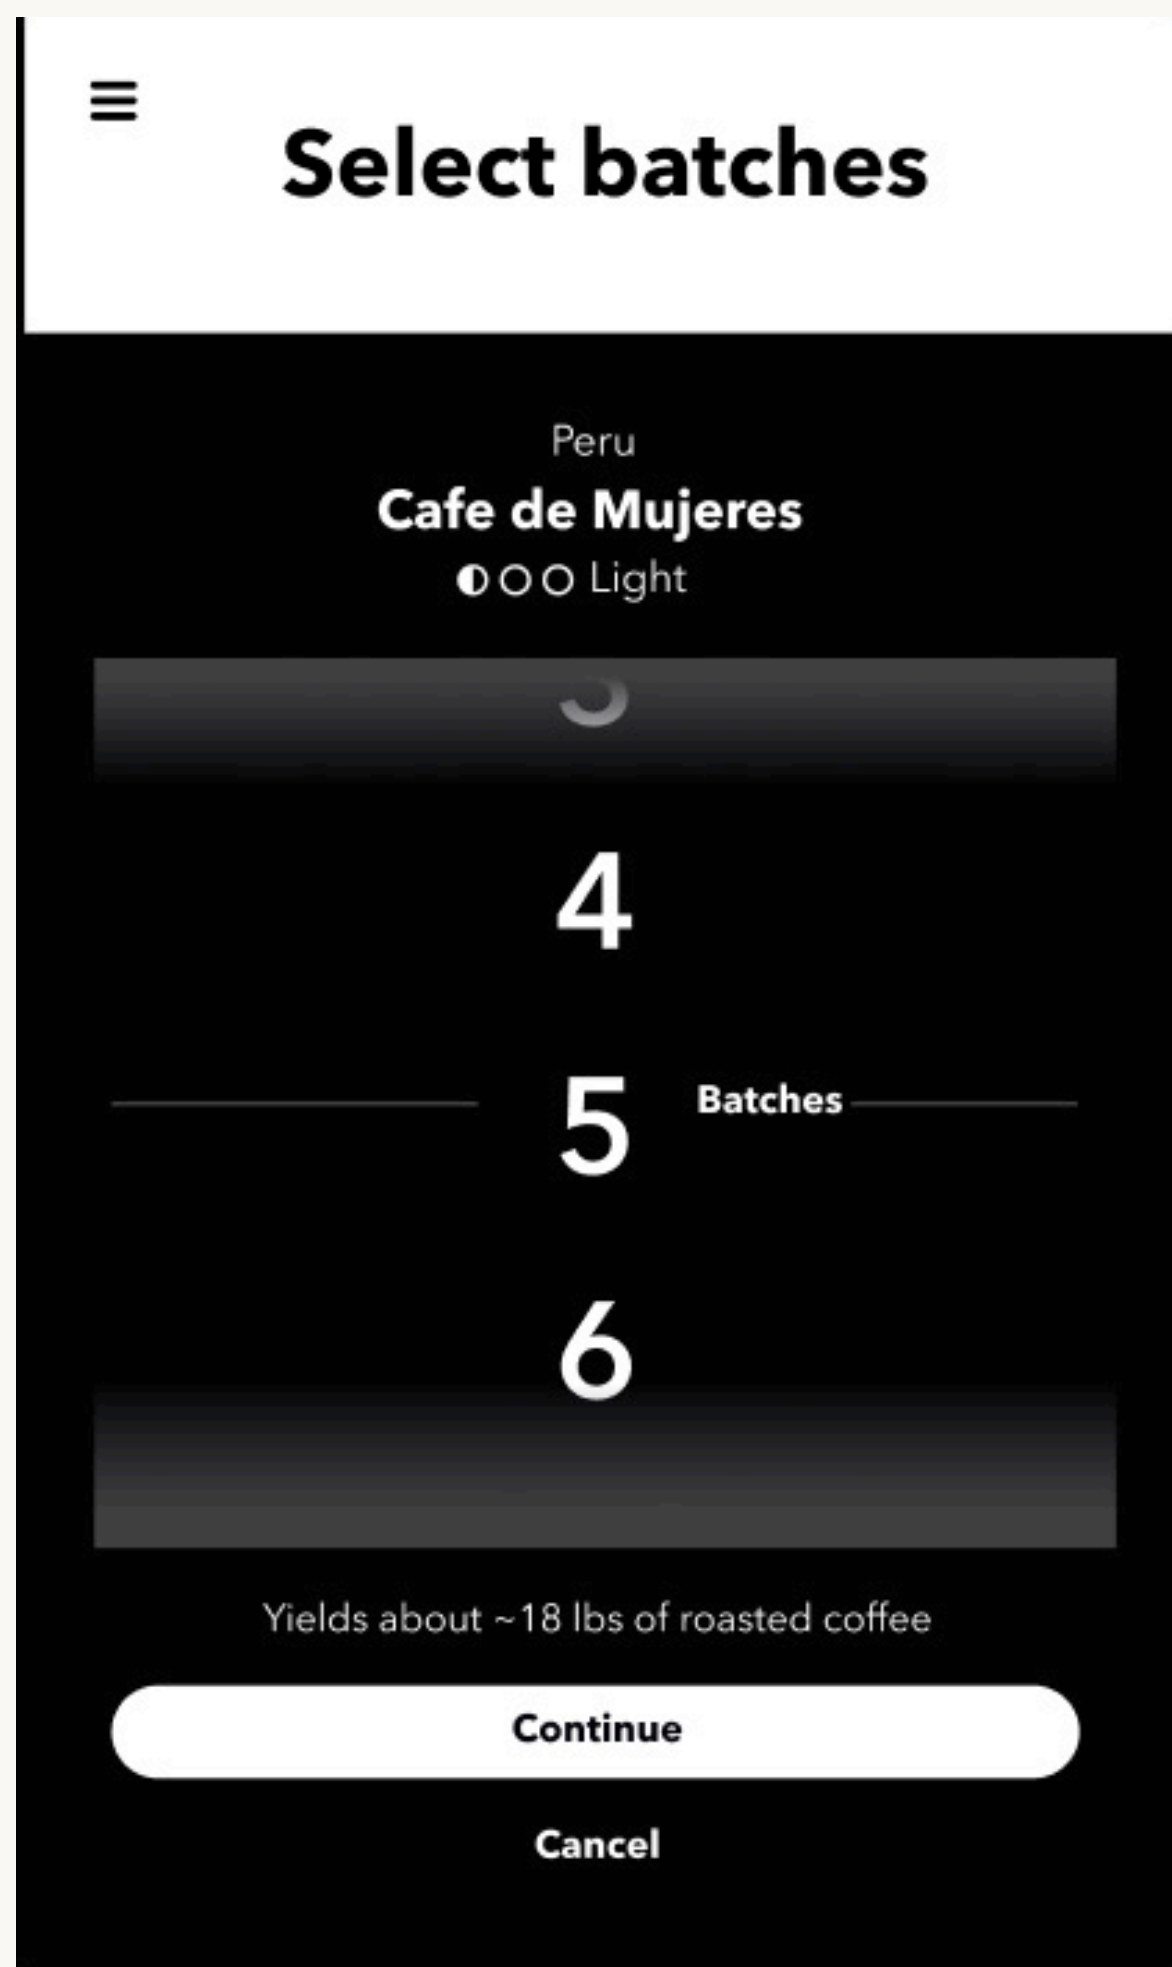 Select batches
Peru
Cafe de Mujeres
Light
4
5 Batches
6
Yields about ~18 lbs of roasted coffee
Continue
Cancel